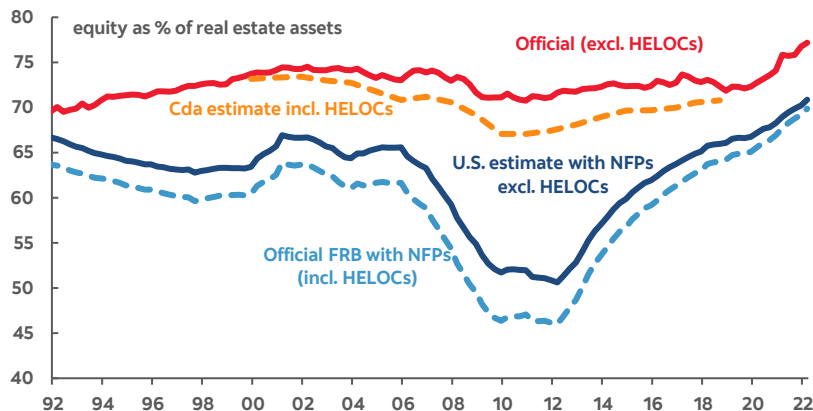 80
equity as % of real estate assets
Official (excl. HELOCs)
75
70
Cda estimate incl. HELOCs
65
U.S. estimate with NFPs
excl. HELOCs
60
55
Official FRB with NFPs
(incl. HELOCs)
50
45
40
92 94 96 98 00 02 04 06 08 10 12 14 16 18 20 22